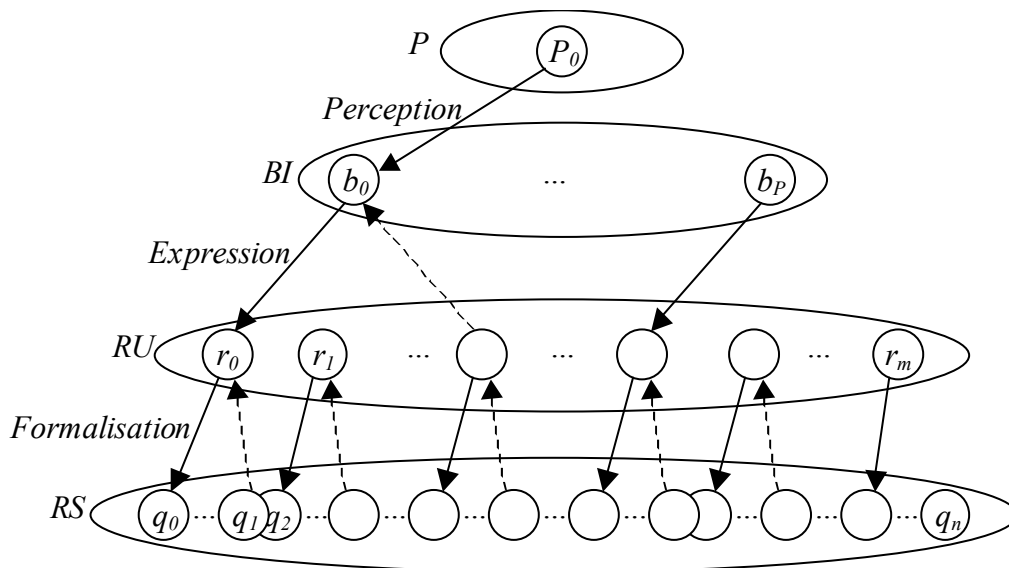 P P0
Perception
BI b0 ... bP
Expression
RU r0 r1 ... ... ... rm
Formalisation
RS q0 ... q1 q2 ... ... ... ... ... ... ... ... qn